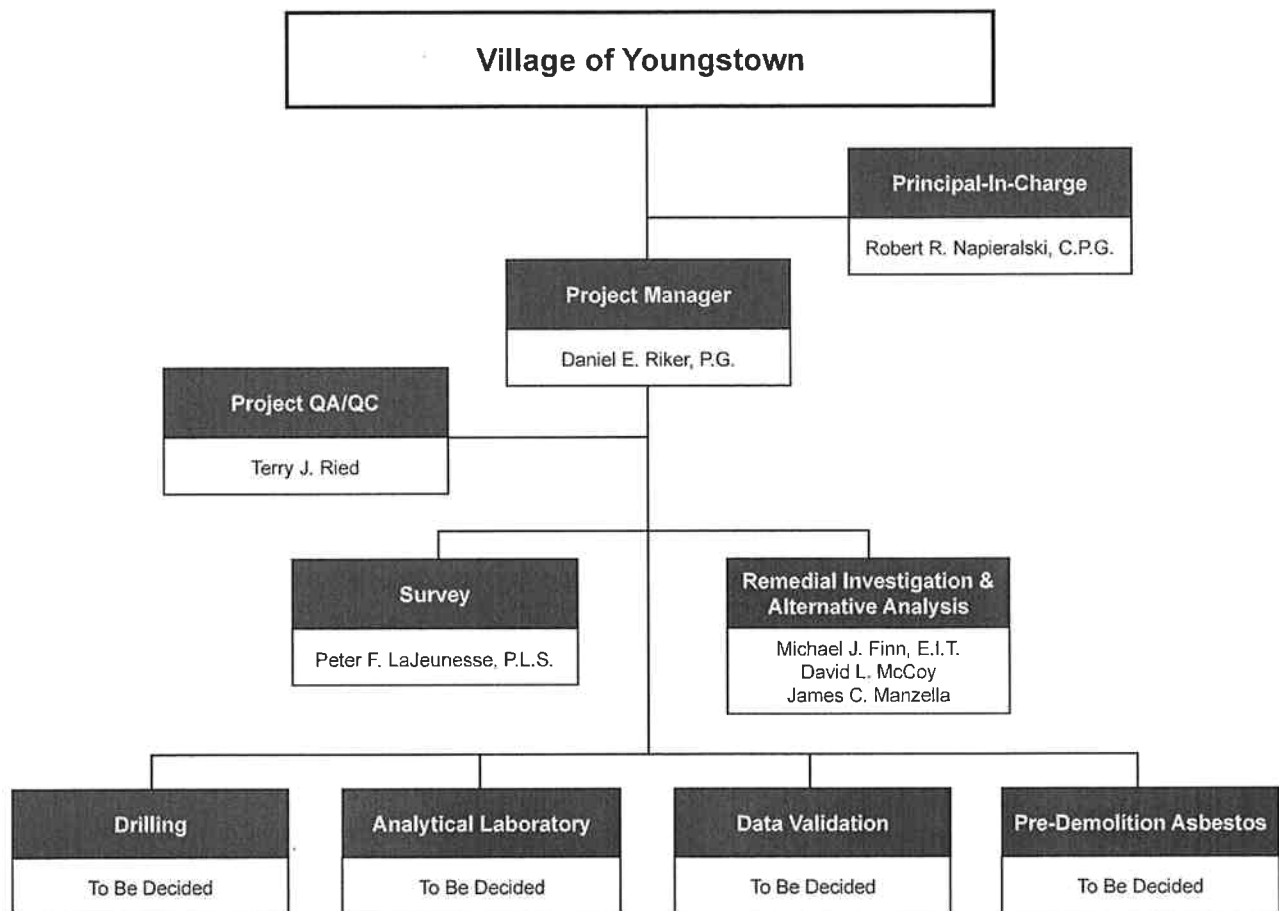 Village of Youngstown
Principal-In-Charge
Robert R. Napieralski, C.P.G.
Project Manager
Daniel E. Riker, P.G.
Project QA/QC
Terry J. Ried
Survey
Peter F. LaJeunesse, P.L.S.
Remedial Investigation &
Alternative Analysis
Michael J. Finn, E.I.T.
David L. McCoy
James C. Manzella
Drilling
To Be Decided
Analytical Laboratory
To Be Decided
Data Validation
To Be Decided
Pre-Demolition Asbestos
To Be Decided